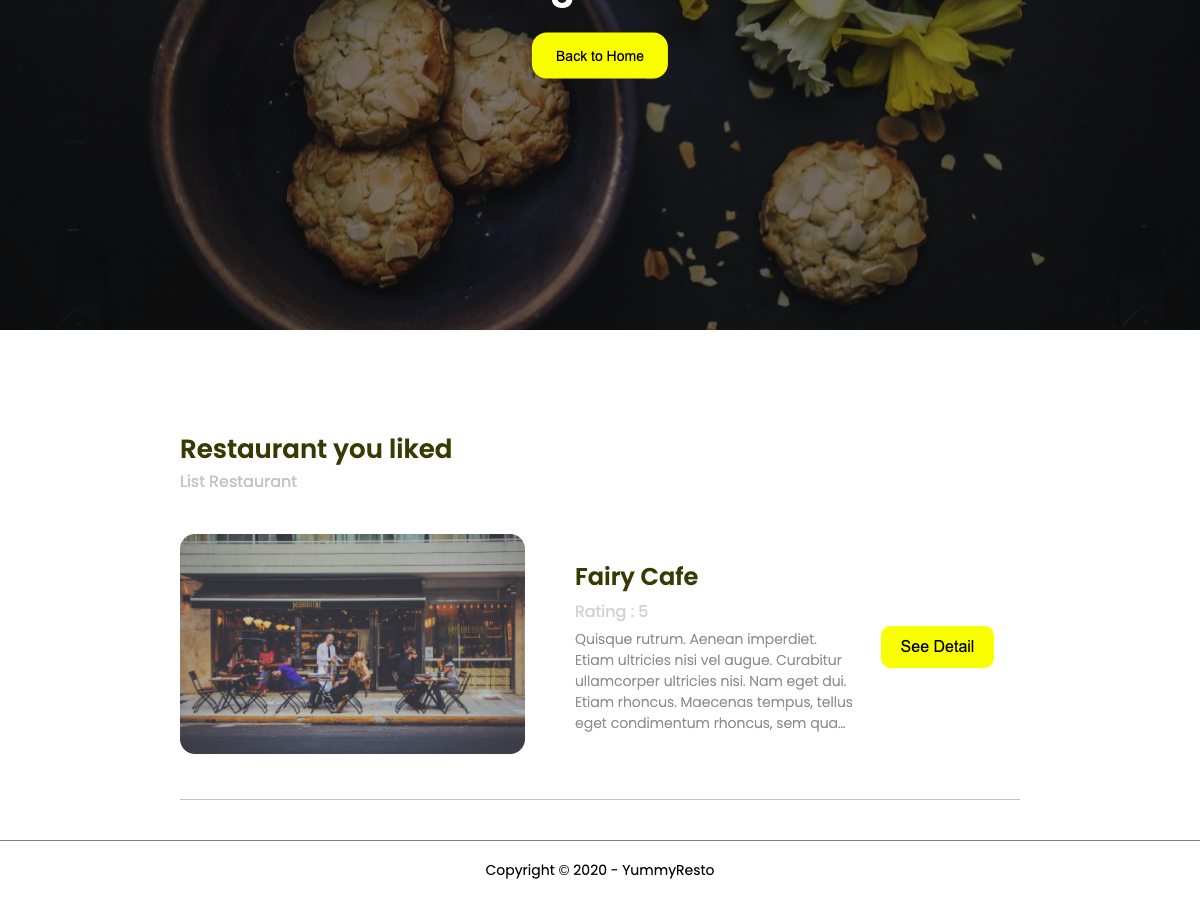 Back to Home
Restaurant you liked
List Restaurant
Fairy Cafe
Rating : 5
Quisque rutrum. Aenean imperdiet.
Etiam ultricies nisi vel augue. Curabitur
ullamcorper ultricies nisi. Nam eget dui.
Etiam rhoncus. Maecenas tempus, tellus
eget condimentum rhoncus, sem qua…
See Detail
Copyright © 2020 - YummyResto